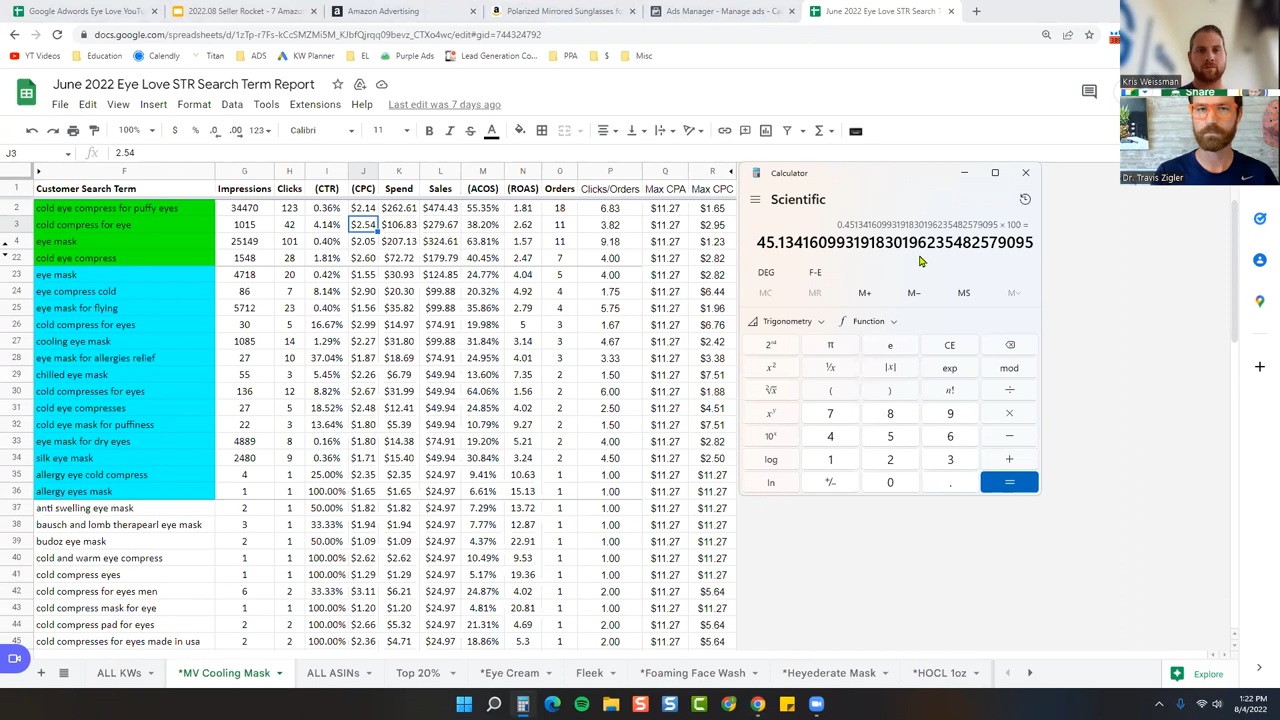 Google Ads Eye Love YouTu
2022.08 Seller Rocket - 7 Amazo
Amazon Advertising
Polarized Mirrored Sunglasses fo
Ads Manager - Manage ads - Ca
June 2022 Eye Love STR Search T
docs.google.com/spreadsheets/d/1zTp-r7Fs-kCcSMZMi5M_KJbfQjrqq09bevz_CTXo4wc/edit#gid=744324792
YT Videos
Education
Calendly
Titan
ADS
KW Planner
EL
Purple Ads
Lead Generation Co...
PPA
$
Misc
Kris Weissman
June 2022 Eye Love STR Search Term Report
Share
File Edit View Insert Format Data Tools Extensions Help Last edit was 7 days ago
100% $ % .0 .00 123 Calibri 11 B I S A
Dr. Travis Zigler
J3 fx 2.54
F G H I J K L M N O P Q R
1 Customer Search Term Impressions Clicks (CTR) (CPC) Spend Sales (ACOS) (ROAS) Orders Clicks/Orders Max CPA Max CPC
2 cold eye compress for puffy eyes 34470 123 0.36% $2.14 $262.61 $474.43 55.35% 1.81 18 6.83 $11.27 $1.65
3 cold compress for eye 1015 42 4.14% $2.54 $106.83 $279.67 38.20% 2.62 11 3.82 $11.27 $2.95
4 eye mask 25149 101 0.40% $2.05 $207.13 $324.61 63.81% 1.57 11 9.18 $11.27 $1.23
22 cold eye compress 1548 28 1.81% $2.60 $72.72 $179.79 40.45% 2.47 7 4.00 $11.27 $2.82
23 eye mask 4718 20 0.42% $1.55 $30.93 $124.85 24.77% 4.04 5 4.00 $11.27 $2.82
24 eye compress cold 86 7 8.14% $2.90 $20.30 $99.88 20.32% 4.92 4 1.75 $11.27 $6.44
25 eye mask for flying 5712 23 0.40% $1.56 $35.82 $99.88 35.86% 2.79 4 5.75 $11.27 $1.96
26 cold compress for eyes 30 5 16.67% $2.99 $14.97 $74.91 19.98% 5 3 1.67 $11.27 $6.76
27 cooling eye mask 1085 14 1.29% $2.27 $31.80 $99.88 31.84% 3.14 3 4.67 $11.27 $2.42
28 eye mask for allergies relief 27 10 37.04% $1.87 $18.69 $74.91 24.95% 4.01 3 3.33 $11.27 $3.38
29 chilled eye mask 55 3 5.45% $2.26 $6.79 $49.94 13.60% 7.35 2 1.50 $11.27 $7.51
30 cold compresses for eyes 136 12 8.82% $2.67 $31.99 $49.94 64.06% 1.56 2 6.00 $11.27 $1.88
31 cold eye compresses 27 5 18.52% $2.48 $12.41 $49.94 24.85% 4.02 2 2.50 $11.27 $4.51
32 cold eye mask for puffiness 22 3 13.64% $1.80 $5.39 $49.94 10.79% 9.27 2 1.50 $11.27 $7.51
33 eye mask for dry eyes 4889 8 0.16% $1.80 $14.38 $74.91 19.20% 5.21 2 4.00 $11.27 $2.82
34 silk eye mask 2480 9 0.36% $1.71 $15.40 $49.94 30.84% 3.24 2 4.50 $11.27 $2.50
35 allergy eye cold compress 4 1 25.00% $2.35 $2.35 $24.97 9.41% 10.63 1 1.00 $11.27 $11.27
36 allergy eyes mask 1 1 100.00% $1.65 $1.65 $24.97 6.61% 15.13 1 1.00 $11.27 $11.27
37 anti swelling eye mask 2 1 50.00% $1.82 $1.82 $24.97 7.29% 13.72 1 1.00 $11.27 $11.27
38 bausch and lomb therapearl eye mask 3 1 33.33% $1.94 $1.94 $24.97 7.77% 12.87 1 1.00 $11.27 $11.27
39 budoz eye mask 2 1 50.00% $1.09 $1.09 $24.97 4.37% 22.91 1 1.00 $11.27 $11.27
40 cold and warm eye compress 1 1 100.00% $2.62 $2.62 $24.97 10.49% 9.53 1 1.00 $11.27 $11.27
41 cold compress eyes 1 1 100.00% $1.29 $1.29 $24.97 5.17% 19.36 1 1.00 $11.27 $11.27
42 cold compress for eyes men 6 2 33.33% $3.11 $6.21 $24.97 24.87% 4.02 1 2.00 $11.27 $5.64
43 cold compress mask for eye 1 1 100.00% $1.20 $1.20 $24.97 4.81% 20.81 1 1.00 $11.27 $11.27
44 cold compress pad for eyes 2 2 100.00% $2.66 $5.32 $24.97 21.31% 4.69 1 2.00 $11.27 $5.64
45 cold compresses for eyes made in usa 2 2 100.00% $2.36 $4.71 $24.97 18.86% 5.3 1 2.00 $11.27 $5.64
Calculator
Scientific
0.4513416099319183019623548257909​5 × 100 =
45.13416099319183019623548257909​5
DEG F-E
MC MR M+ M− MS M˅
Trigonometry Function
2ⁿᵈ π e CE
x² ¹/x |x| exp mod
²√x ( ) n! ÷
xʸ 7 8 9 ×
10ˣ 4 5 6 −
log 1 2 3 +
ln +/− 0 . =
ALL KWs *MV Cooling Mask ALL ASINs Top 20% *Eye Cream Fleek *Foaming Face Wash *Heyederate Mask *HOCL 1oz Explore
1:22 PM
8/4/2022